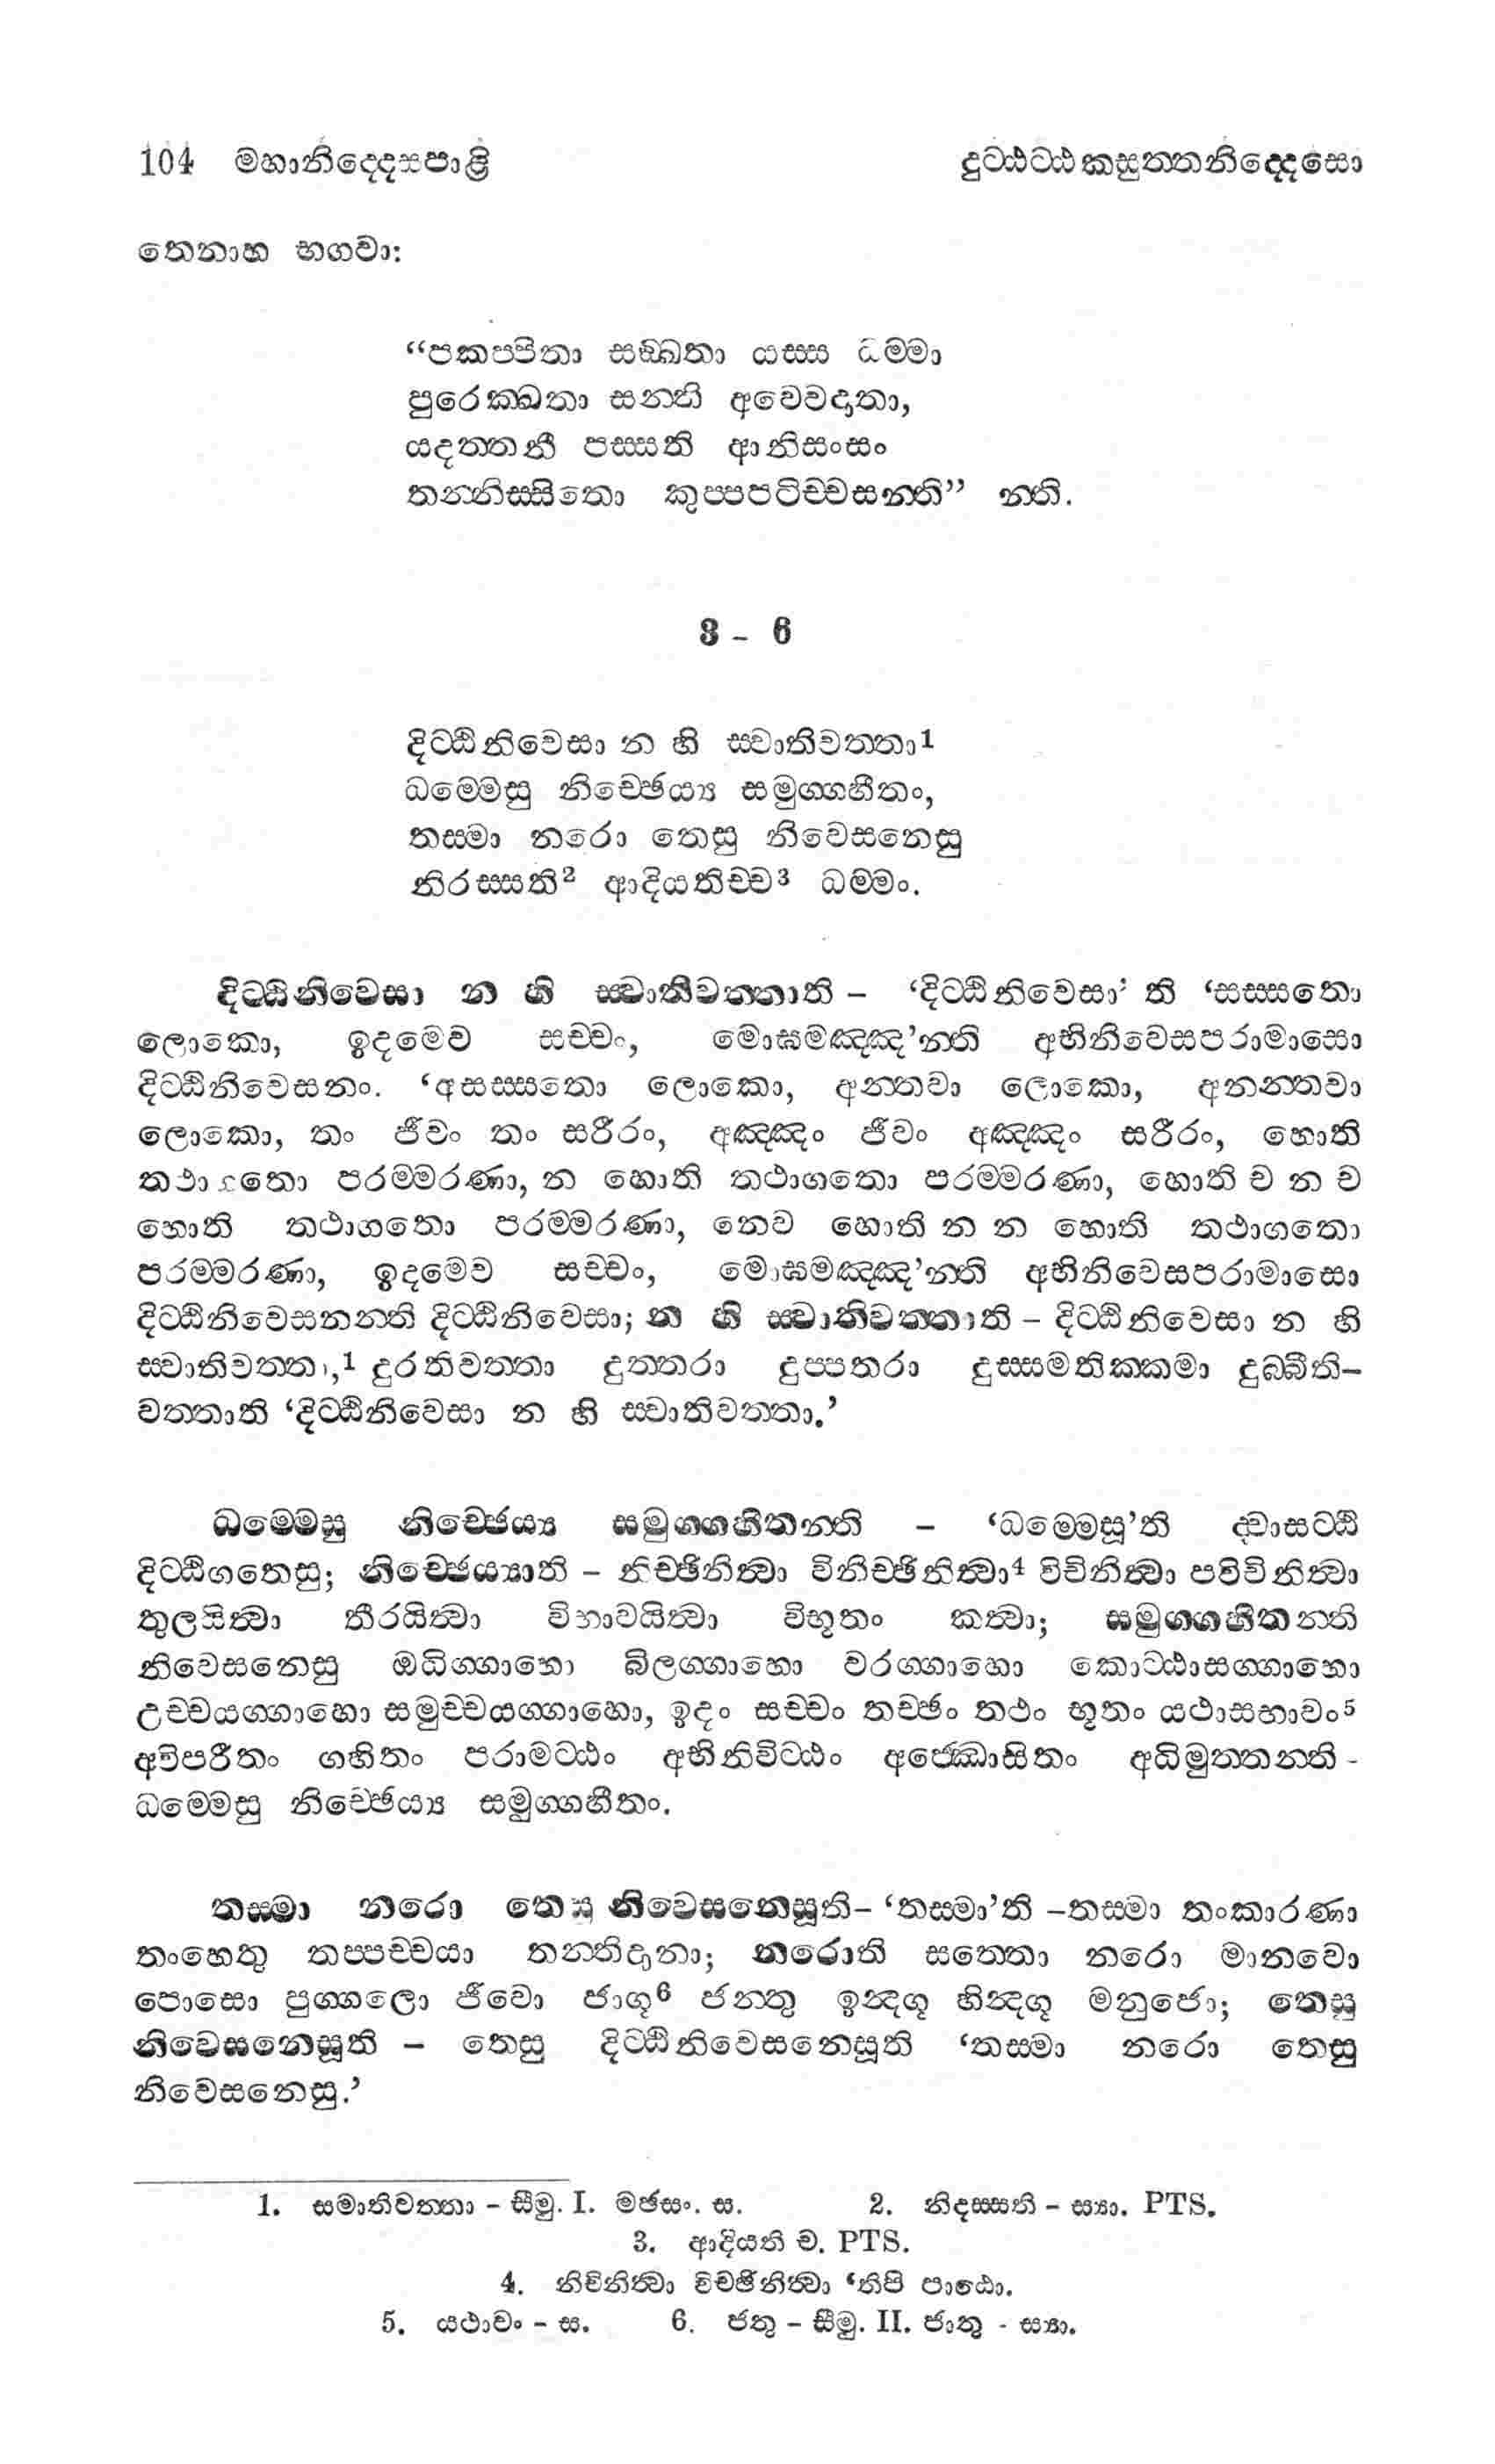 104 මහානිද්දෙසපාළි දුට්ඨට්ඨකසුත්තනිද්දෙසො
තෙනාහ භගවා:
“පකප්පිතා සඞ්ඛතා යස්ස ධම්මා
පුරෙක්ඛතා සන්ති අවෙවදාතා,
යදත්තනී පස්සති ආනිසංසං
තන්නිස්සිතො කුප්පපටිච්චසන්ති” න්ති.
3 - 6
දිට්ඨිනිවෙසා න හි ස්වාතිවත්තා1
ධම්මෙසු නිච්ඡෙය්‍ය සමුග්ගහීතං,
තස්මා නරො තෙසු නිවෙසනෙසු
නිරස්සති2 ආදියතිච්ච3 ධම්මං.
දිට්ඨිනිවෙසා න හි ස්වාතිවත්තාති – ‘දිට්ඨිනිවෙසා’ ති ‘සස්සතො
ලොකො, ඉදමෙව සච්චං, මොඝමඤ්ඤ’න්ති අභිනිවෙසපරාමාසො
දිට්ඨිනිවෙසනං. ‘අසස්සතො ලොකො, අන්තවා ලොකො, අනන්තවා
ලොකො, තං ජීවං තං සරීරං, අඤ්ඤං ජීවං අඤ්ඤං සරීරං, හොති
තථාගතො පරම්මරණා, න හොති තථාගතො පරම්මරණා, හොති ච න ච
හොති තථාගතො පරම්මරණා, නෙව හොති න න හොති තථාගතො
පරම්මරණා, ඉදමෙව සච්චං, මොඝමඤ්ඤ’න්ති අභිනිවෙසපරාමාසො
දිට්ඨිනිවෙසනන්ති දිට්ඨිනිවෙසා; න හි ස්වාතිවත්තාති – දිට්ඨිනිවෙසා න හි
ස්වාතිවත්තා,1 දුරතිවත්තා දුත්තරා දුප්පතරා දුස්සමතික්කමා දුබ්බීති–
වත්තාති ‘දිට්ඨිනිවෙසා න හි ස්වාතිවත්තා.’
ධම්මෙසු නිච්ඡෙය්‍ය සමුග්ගහීතන්ති – ‘ධම්මෙසූ’ති ද්වාසට්ඨි
දිට්ඨිගතෙසු; නිච්ඡෙය්‍යාති – නිච්ඡිනිත්වා විනිච්ඡිනිත්වා4 විචිනිත්වා පවිචිනිත්වා
තුලයිත්වා තීරයිත්වා විභාවයිත්වා විභූතං කත්වා; සමුග්ගහීතන්ති
නිවෙසනෙසු ඔධිග්ගාහො බිලග්ගාහො වරග්ගාහො කොට්ඨාසග්ගාහො
උච්චයග්ගාහො සමුච්චයග්ගාහො, ඉදං සච්චං තච්ඡං තථං භූතං යථාසභාවං5
අවිපරීතං ගහිතං පරාමට්ඨං අභිනිවිට්ඨං අජ්ඣොසිතං අධිමුත්තන්ති -
ධම්මෙසු නිච්ඡෙය්‍ය සමුග්ගහීතං.
තස්මා නරො තෙසු නිවෙසනෙසූති– ‘තස්මා’ති –තස්මා තංකාරණා
තංහෙතු තප්පච්චයා තන්නිදානා; නරොති සත්තො නරො මානවො
පොසො පුග්ගලො ජීවො ජාගූ6 ජන්තු ඉන්දගූ හින්දගූ මනුජො; තෙසු
නිවෙසනෙසූති – තෙසු දිට්ඨිනිවෙසනෙසූති ‘තස්මා නරො තෙසු
නිවෙසනෙසු.’
1. සමාතිවත්තා – සීමු. I. මඡසං. ස. 2. නිදස්සති – ස්‍යා. PTS.
3. ආදියති ච. PTS.
4. නිචිනිත්වා විච්ඡිනිත්වා ‘තිපි පාඨො.
5. යථාවං – ස. 6. ජතු – සීමු. II. ජාතු - ස්‍යා.